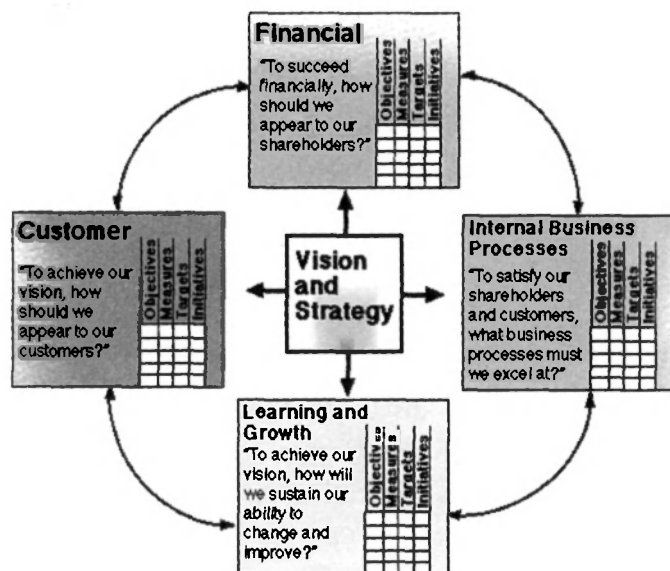 Financial
"To succeed
financially, how
should we
appear to our
shareholders?"
Objectives
Measures
Targets
Initiatives
Customer
"To achieve our
vision, how
should we
appear to our
customers?"
Objectives
Measures
Targets
Initiatives
Vision
and
Strategy
Internal Business
Processes
"To satisfy our
shareholders
and customers,
what business
processes must
we excel at?"
Objectives
Measures
Targets
Initiatives
Learning and
Growth
"To achieve our
vision, how will
we sustain our
ability to
change and
improve?"
Objectives
Measures
Targets
Initiatives